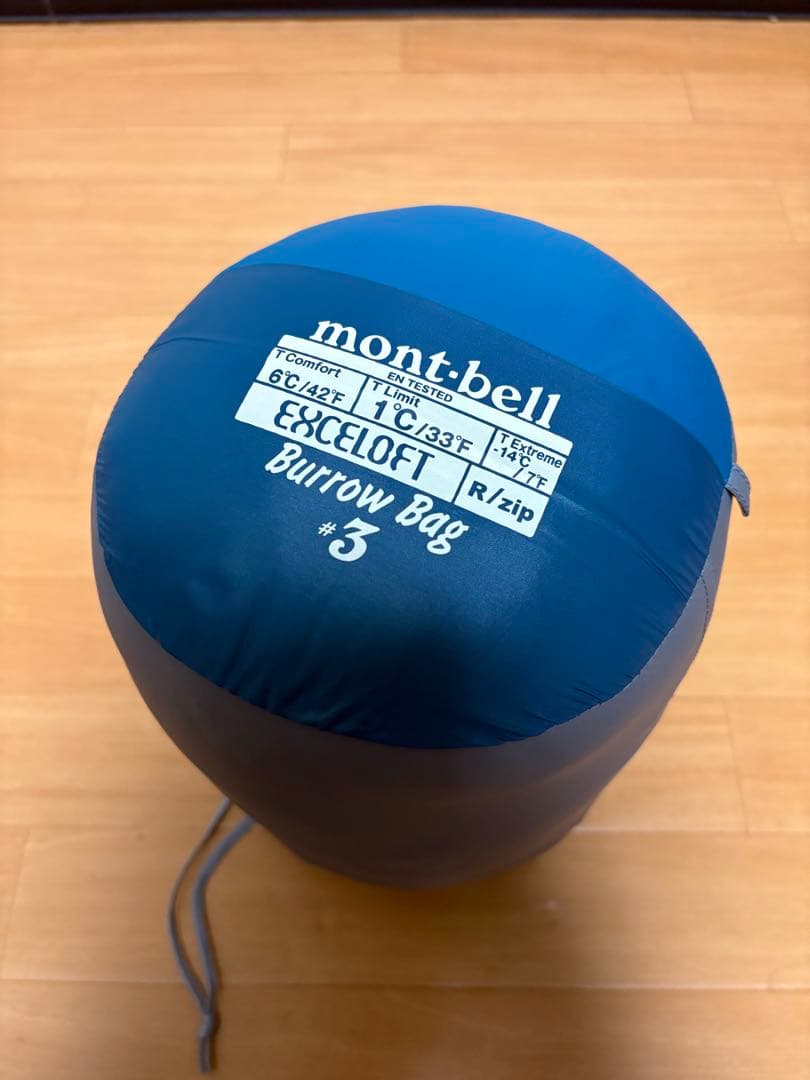 mont-bell
EN TESTED
T Comfort
6℃/42°F
T Limit
1℃/33°F
T Extreme
-14℃
/7°F
EXCELOFT
R/zip
Burrow Bag
#3